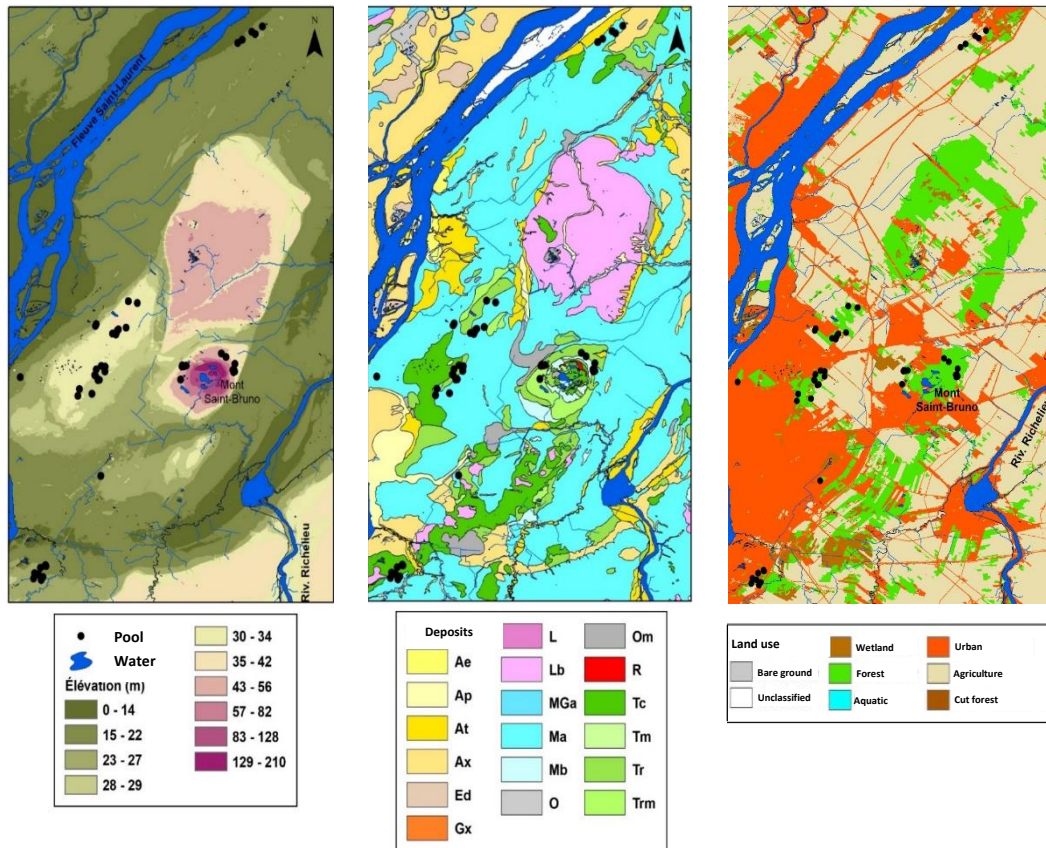 N
Fleuve Saint-Laurent
Mont
Saint-Bruno
Riv. Richelieu
Pool
Water
Élévation (m)
0 - 14
15 - 22
23 - 27
28 - 29
30 - 34
35 - 42
43 - 56
57 - 82
83 - 128
129 - 210
N
Deposits
Ae
Ap
At
Ax
Ed
Gx
L
Lb
MGa
Ma
Mb
O
Om
R
Tc
Tm
Tr
Trm
N
Mont
Saint-Bruno
Riv. Richelieu
Land use
Bare ground
Unclassified
Wetland
Forest
Aquatic
Urban
Agriculture
Cut forest